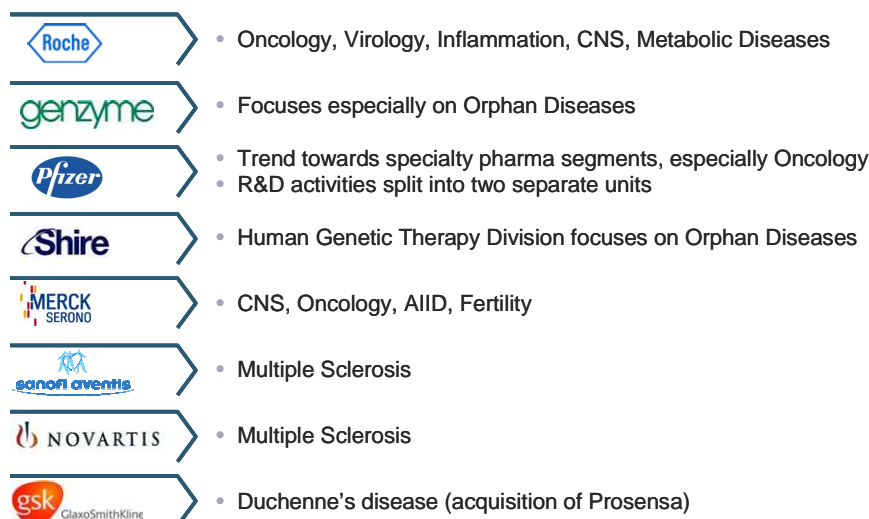 Roche
• Oncology, Virology, Inflammation, CNS, Metabolic Diseases
genzyme
• Focuses especially on Orphan Diseases
Pfizer
• Trend towards specialty pharma segments, especially Oncology
• R&D activities split into two separate units
Shire
• Human Genetic Therapy Division focuses on Orphan Diseases
MERCK
SERONO
• CNS, Oncology, AIID, Fertility
sanofi aventis
• Multiple Sclerosis
NOVARTIS
• Multiple Sclerosis
gsk
GlaxoSmithKline
• Duchenne's disease (acquisition of Prosensa)